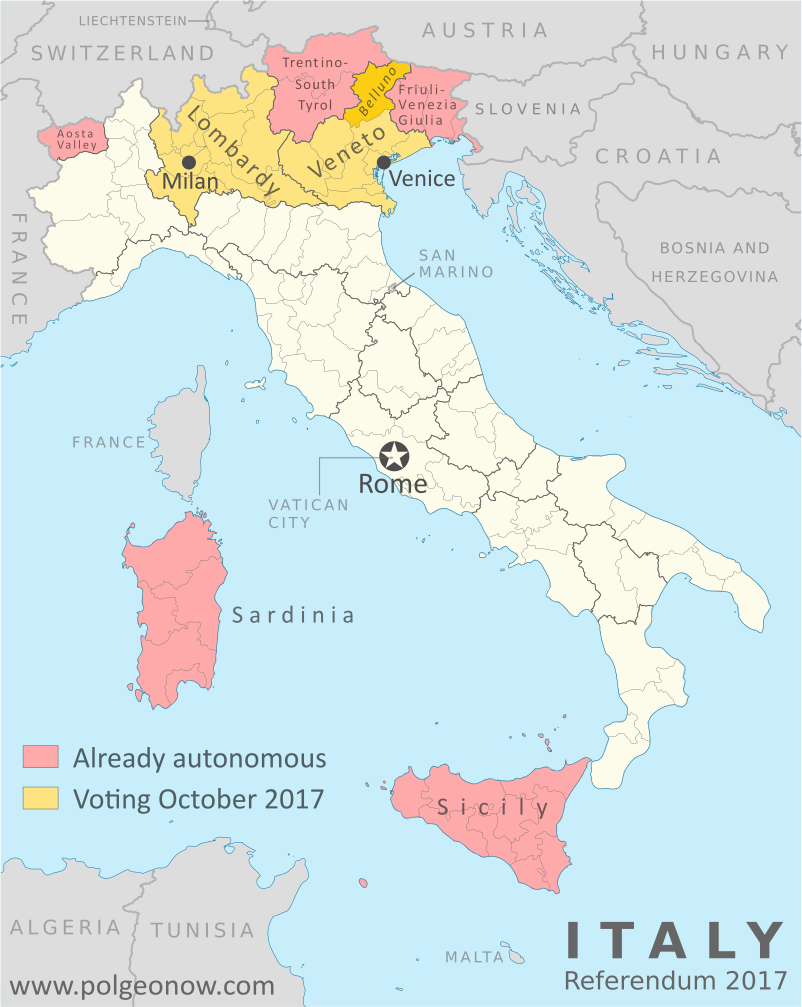 LIECHTENSTEIN
SWITZERLAND
AUSTRIA
HUNGARY
Trentino-
South
Tyrol
Belluno
Friuli-
Venezia
Giulia
SLOVENIA
CROATIA
Aosta
Valley
Lombardy
Veneto
Milan
Venice
FRANCE
SAN
MARINO
BOSNIA AND
HERZEGOVINA
FRANCE
Rome
VATICAN
CITY
Sardinia
Already autonomous
Voting October 2017
Sicily
ALGERIA
TUNISIA
MALTA
ITALY
Referendum 2017
www.polgeonow.com